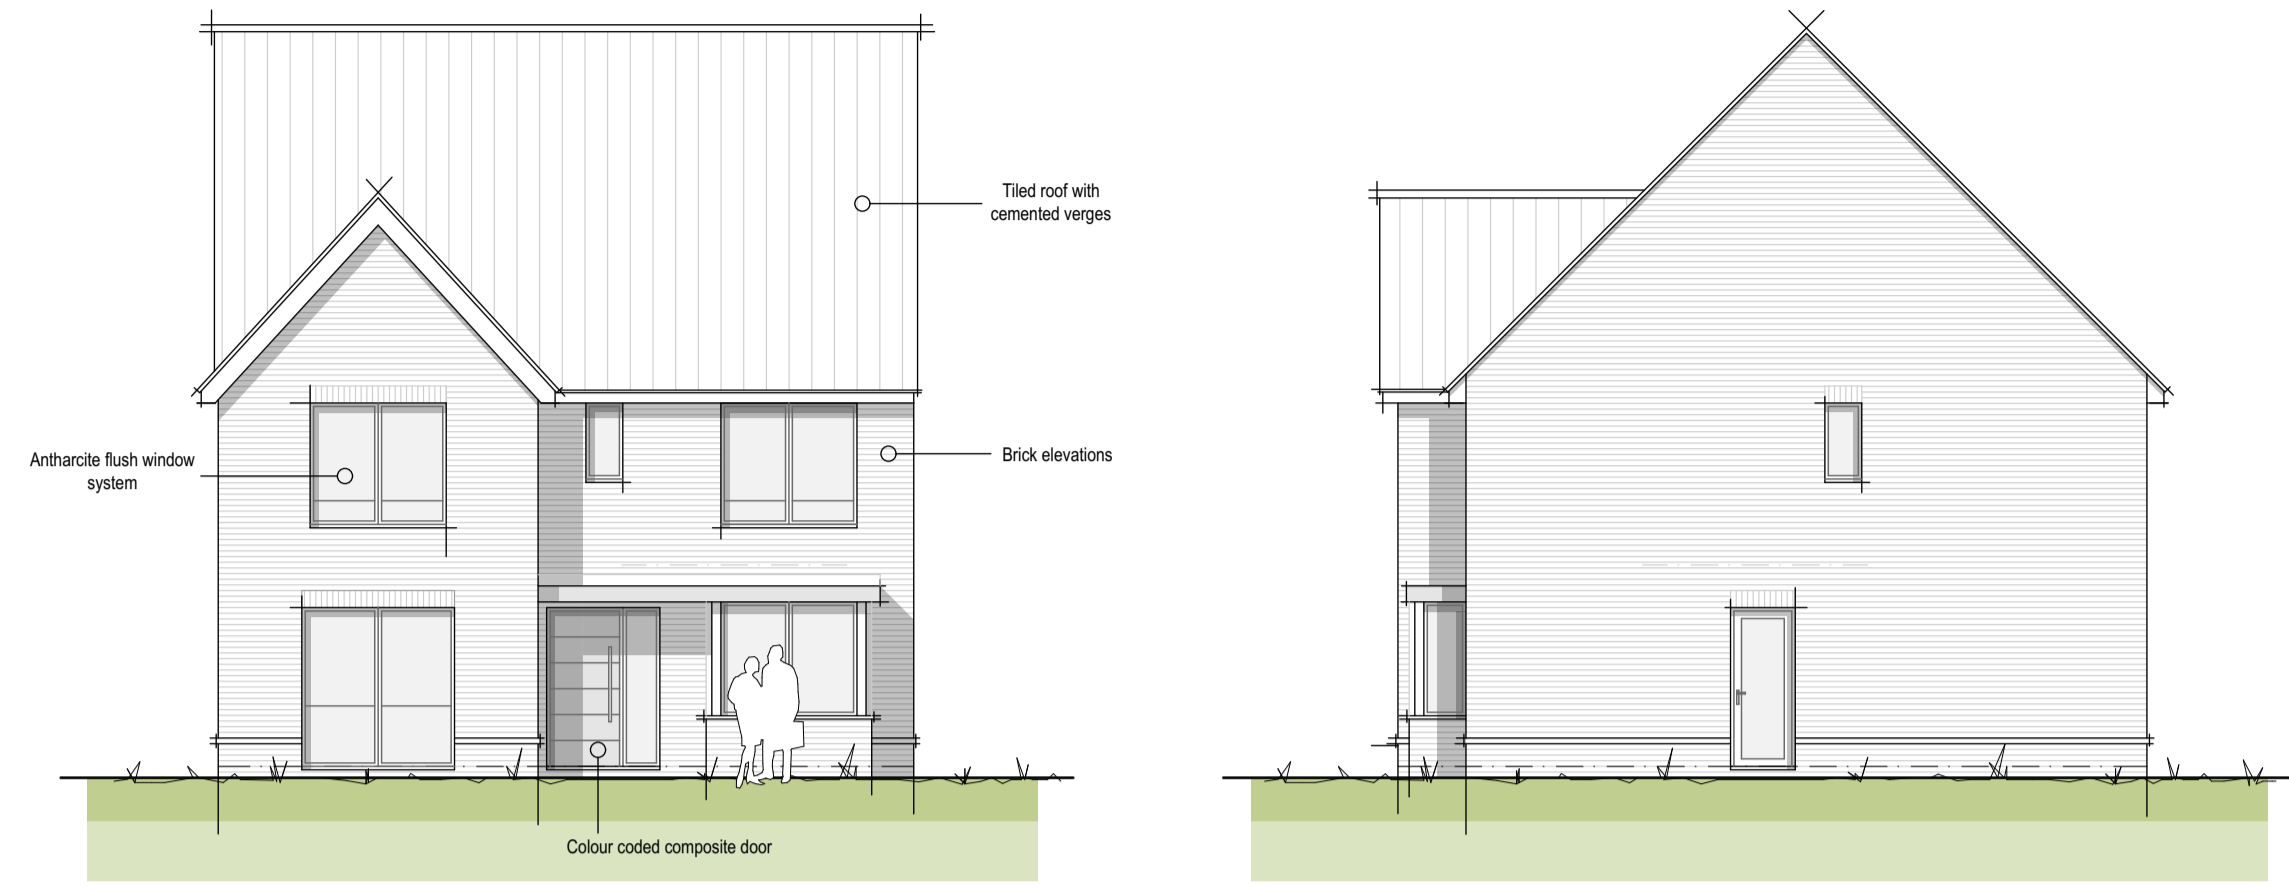 Tiled roof with
cemented verges
Antharcite flush window
system
Brick elevations
Colour coded composite door